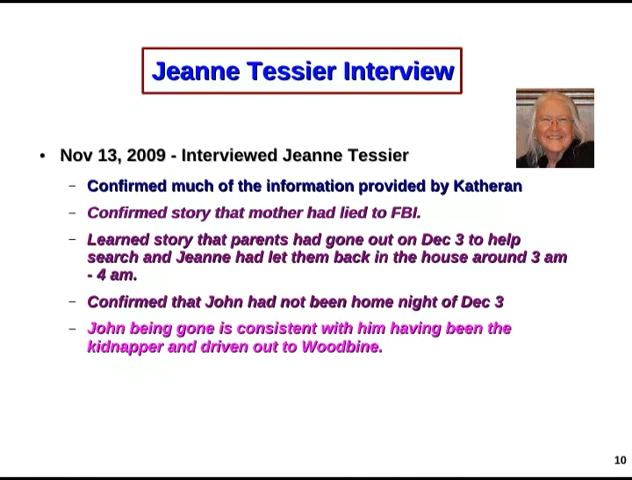 Jeanne Tessier Interview
• Nov 13, 2009 - Interviewed Jeanne Tessier
– Confirmed much of the information provided by Katheran
– Confirmed story that mother had lied to FBI.
– Learned story that parents had gone out on Dec 3 to help
search and Jeanne had let them back in the house around 3 am
- 4 am.
– Confirmed that John had not been home night of Dec 3
– John being gone is consistent with him having been the
kidnapper and driven out to Woodbine.
10